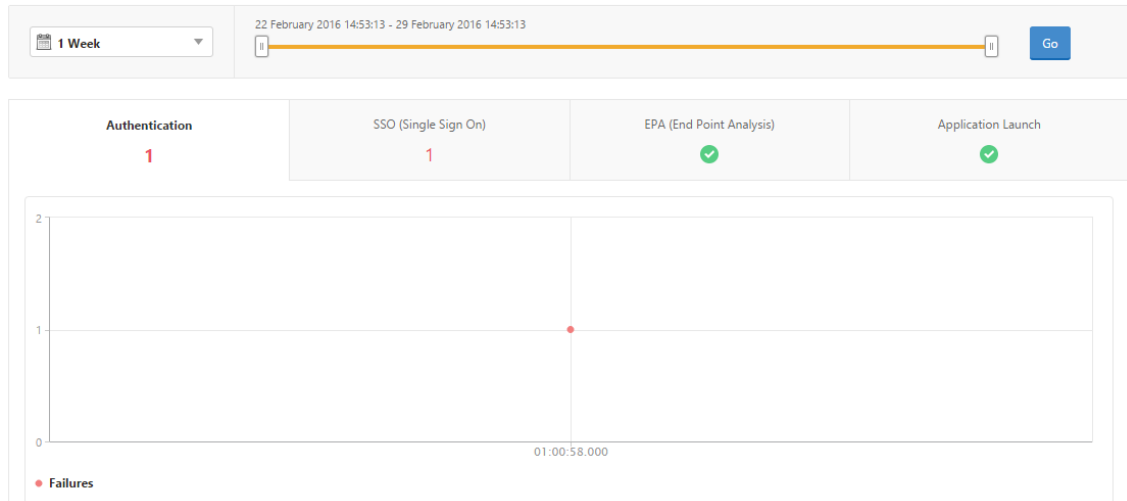 22 February 2016 14:53:13 - 29 February 2016 14:53:13
1 Week
Go
Authentication
1
SSO (Single Sign On)
1
EPA (End Point Analysis)
Application Launch
2
1
0
01:00:58.000
Failures